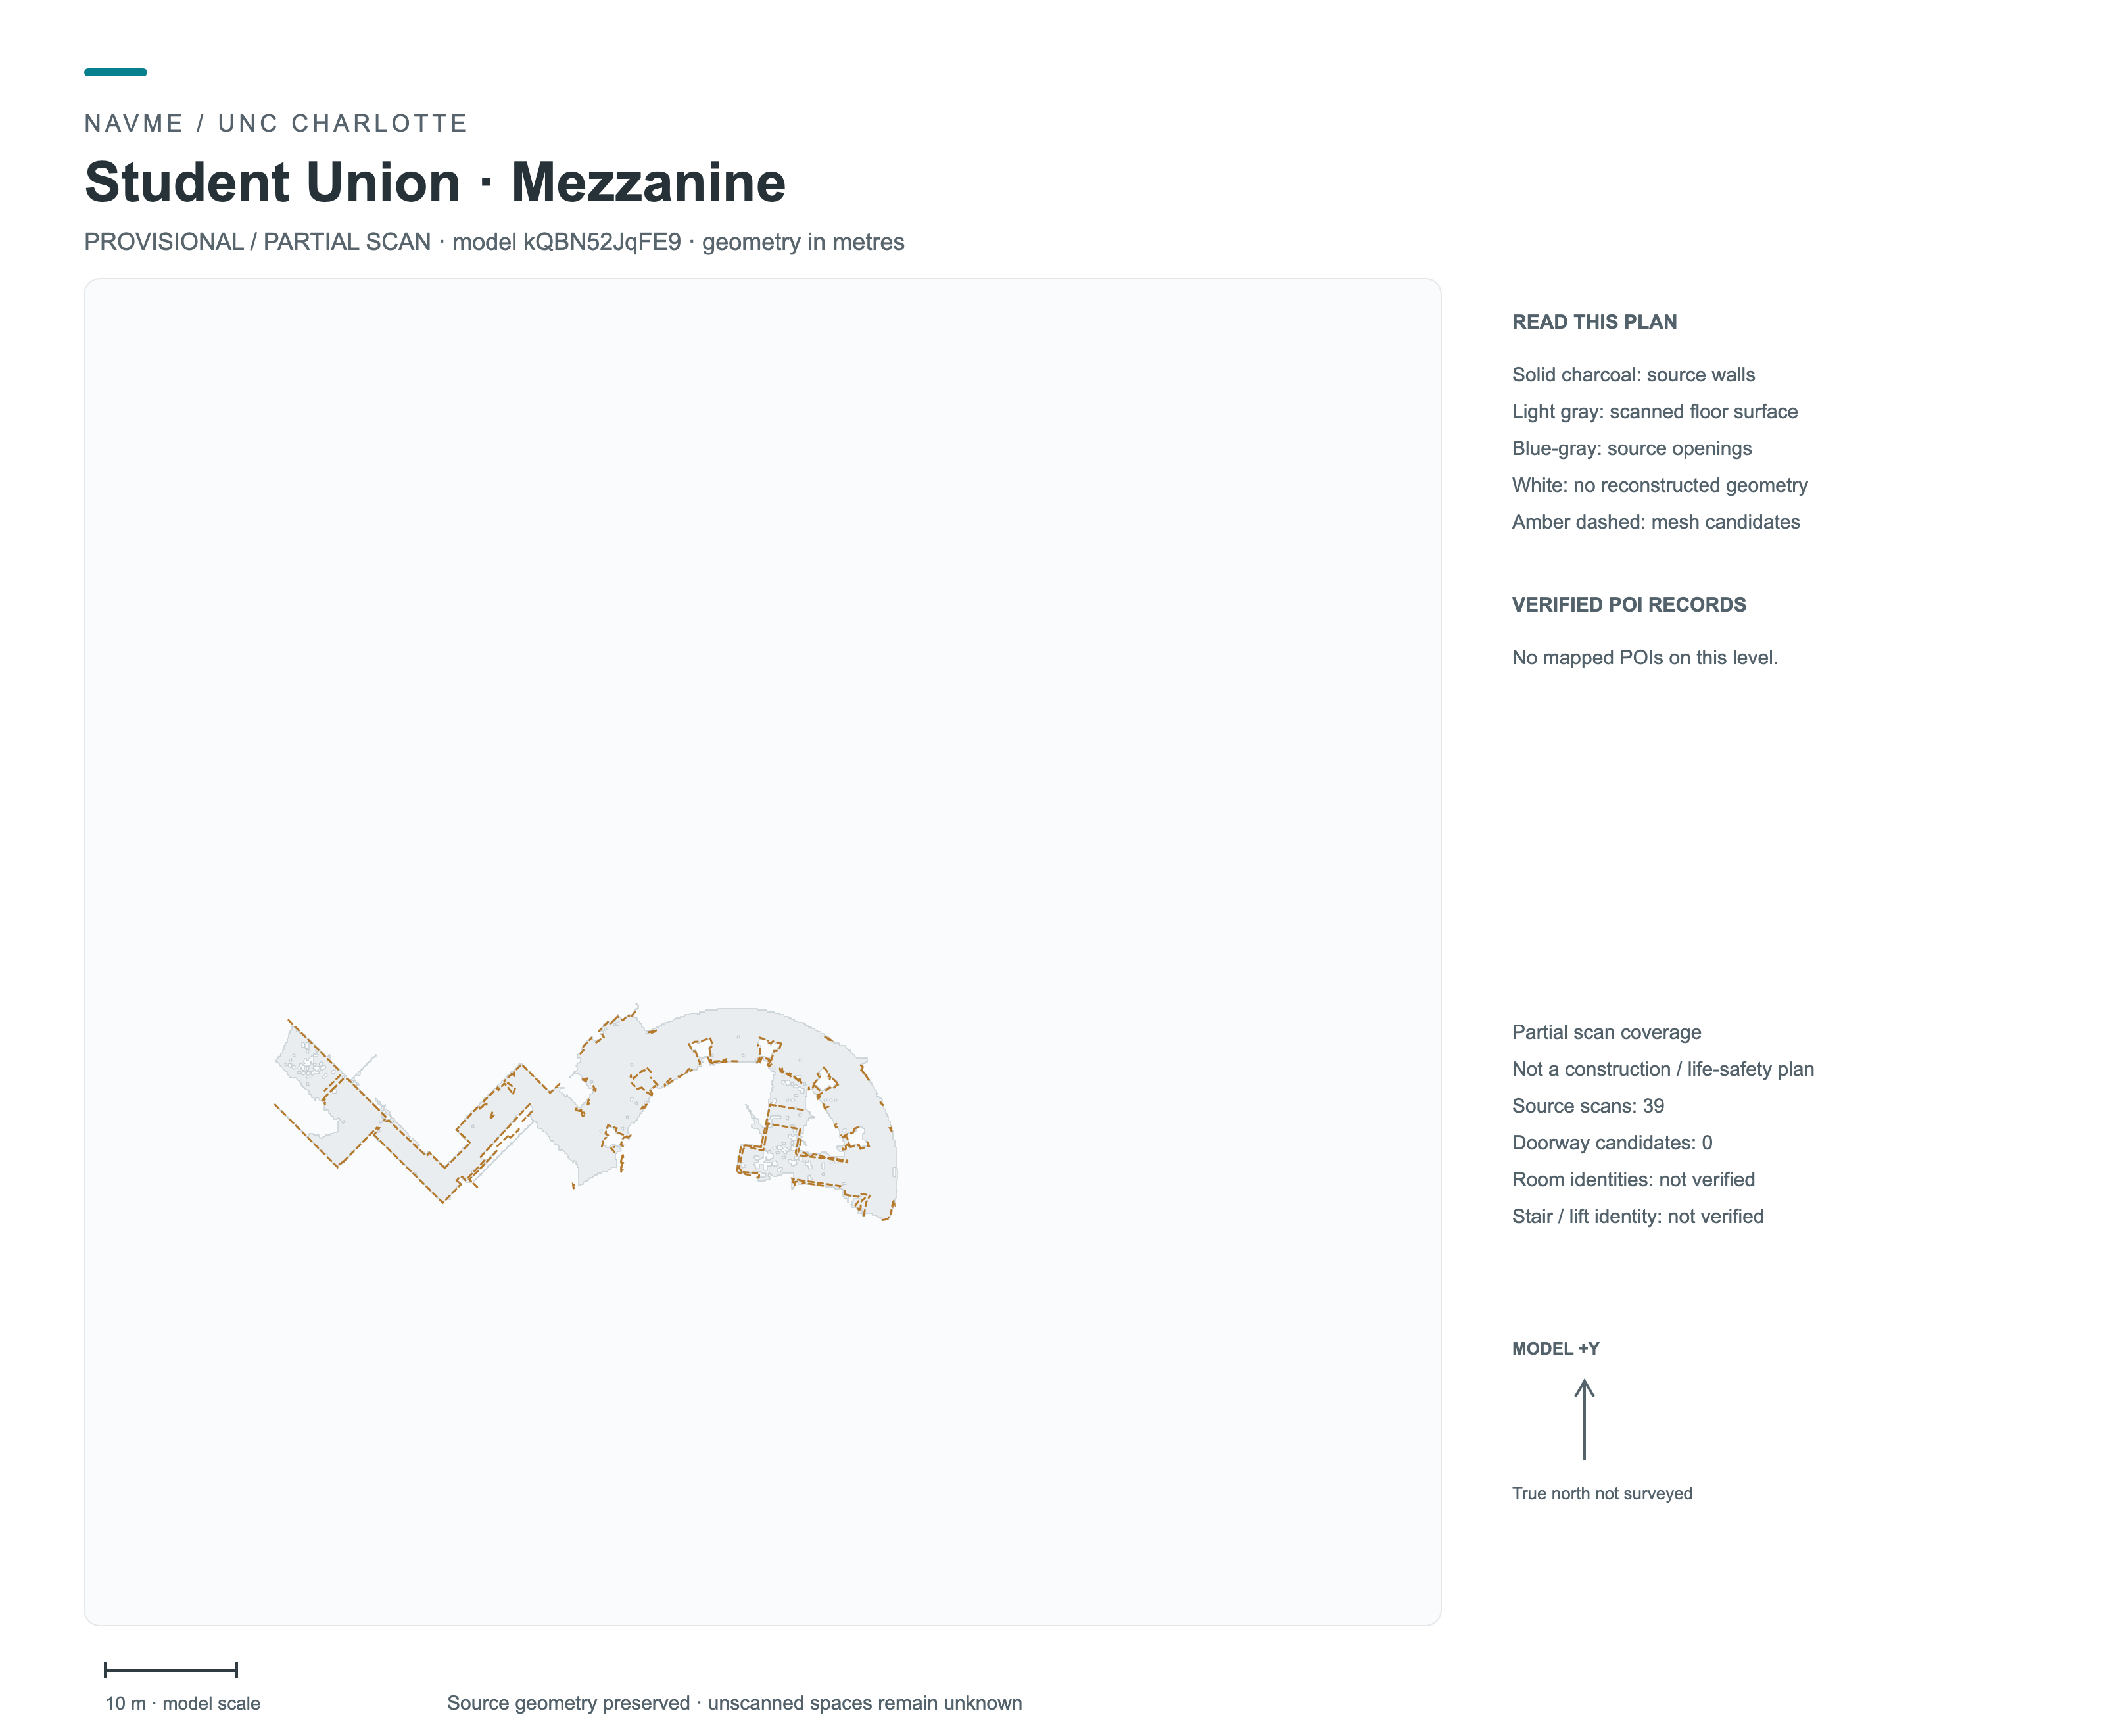 NAVME / UNC CHARLOTTE
Student Union · Mezzanine
PROVISIONAL / PARTIAL SCAN · model kQBN52JqFE9 · geometry in metres
READ THIS PLAN
Solid charcoal: source walls
Light gray: scanned floor surface
Blue-gray: source openings
White: no reconstructed geometry
Amber dashed: mesh candidates
VERIFIED POI RECORDS
No mapped POIs on this level.
Partial scan coverage
Not a construction / life-safety plan
Source scans: 39
Doorway candidates: 0
Room identities: not verified
Stair / lift identity: not verified
MODEL +Y
True north not surveyed
10 m · model scale
Source geometry preserved · unscanned spaces remain unknown